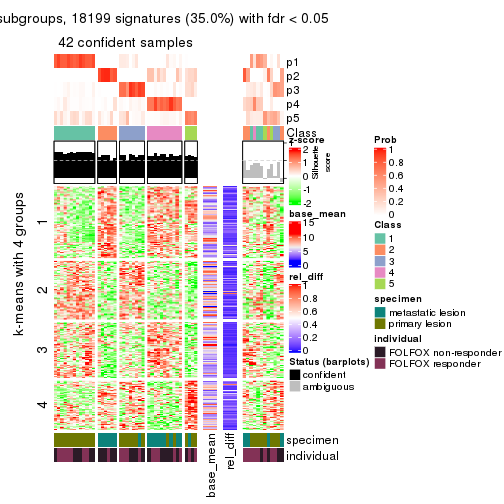 subgroups, 18199 signatures (35.0%) with fdr < 0.05
42 confident samples
p1
p2
p3
p4
p5
Class
1
Silhouette
score
z-score
2
1
0
-1
-2
base_mean
15
10
5
0
rel_diff
1
0.8
0.6
0.4
0.2
0
Status (barplots)
confident
ambiguous
Prob
1
0.8
0.6
0.4
0.2
0
Class
1
2
3
4
5
specimen
metastatic lesion
primary lesion
individual
FOLFOX non-responder
FOLFOX responder
k-means with 4 groups
1
2
3
4
specimen
individual
base_mean
rel_diff